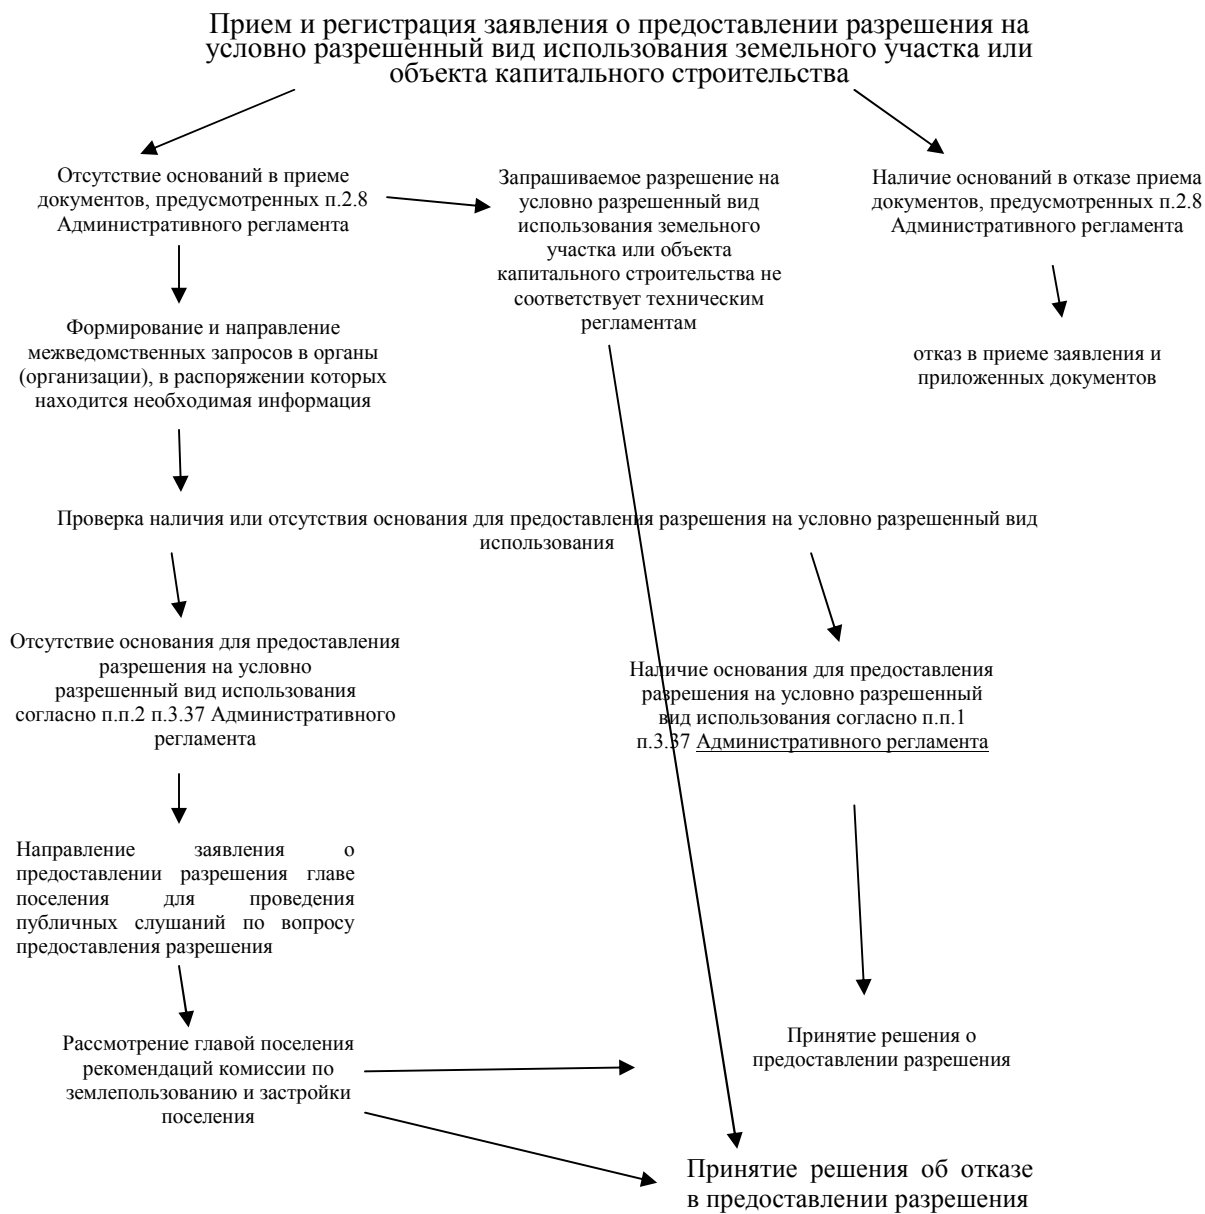 Прием и регистрация заявления о предоставлении разрешения на
условно разрешенный вид использования земельного участка или
объекта капитального строительства
Отсутствие оснований в приеме
документов, предусмотренных п.2.8
Административного регламента
Запрашиваемое разрешение на
условно разрешенный вид
использования земельного
участка или объекта
капитального строительства не
соответствует техническим
регламентам
Наличие оснований в отказе приема
документов, предусмотренных п.2.8
Административного регламента
Формирование и направление
межведомственных запросов в органы
(организации), в распоряжении которых
находится необходимая информация
отказ в приеме заявления и
приложенных документов
Проверка наличия или отсутствия основания для предоставления разрешения на условно разрешенный вид
использования
Отсутствие основания для предоставления
разрешения на условно
разрешенный вид использования
согласно п.п.2 п.3.37 Административного
регламента
Наличие основания для предоставления
разрешения на условно разрешенный
вид использования согласно п.п.1
п.3.37 Административного регламента
Направление заявления о
предоставлении разрешения главе
поселения для проведения
публичных слушаний по вопросу
предоставления разрешения
Рассмотрение главой поселения
рекомендаций комиссии по
землепользованию и застройки
поселения
Принятие решения о
предоставлении разрешения
Принятие решения об отказе
в предоставлении разрешения